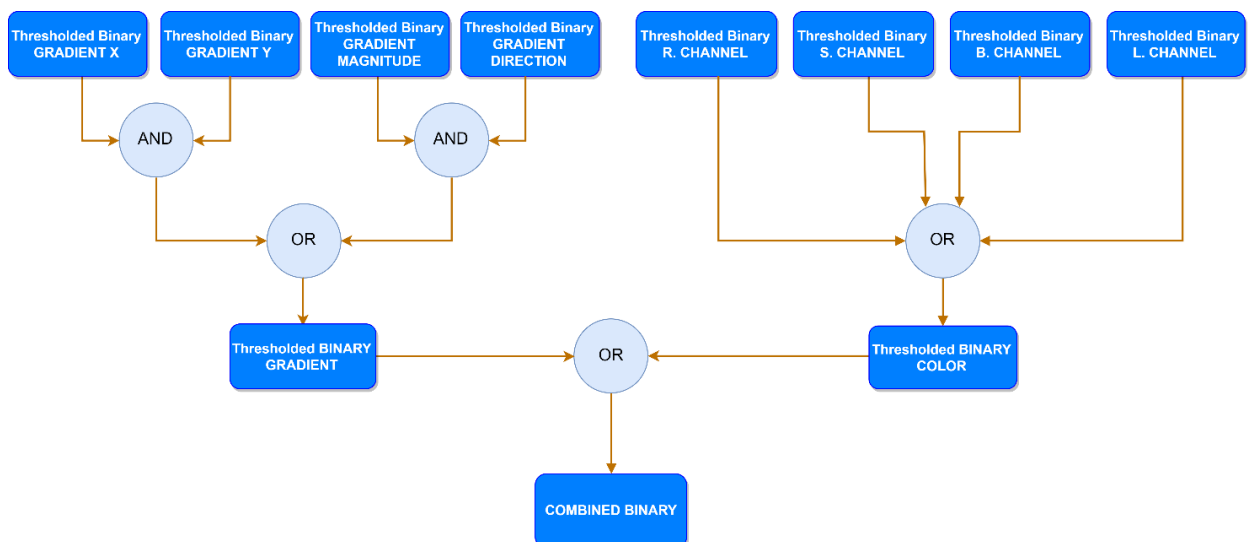 Thresholded Binary
GRADIENT X
Thresholded Binary
GRADIENT Y
Thresholded Binary
GRADIENT
MAGNITUDE
Thresholded Binary
GRADIENT
DIRECTION
Thresholded Binary
R. CHANNEL
Thresholded Binary
S. CHANNEL
Thresholded Binary
B. CHANNEL
Thresholded Binary
L. CHANNEL
AND
AND
OR
OR
Thresholded BINARY
GRADIENT
OR
Thresholded BINARY
COLOR
COMBINED BINARY